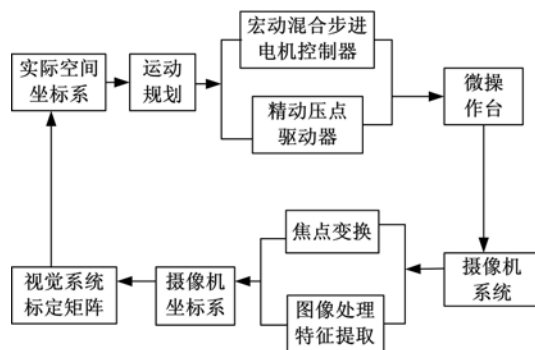 宏动混合步进
电机控制器
实际空间
坐标系
运动
规划
精动压点
驱动器
微操
作台
焦点变换
视觉系统
标定矩阵
摄像机
坐标系
图像处理
特征提取
摄像机
系统